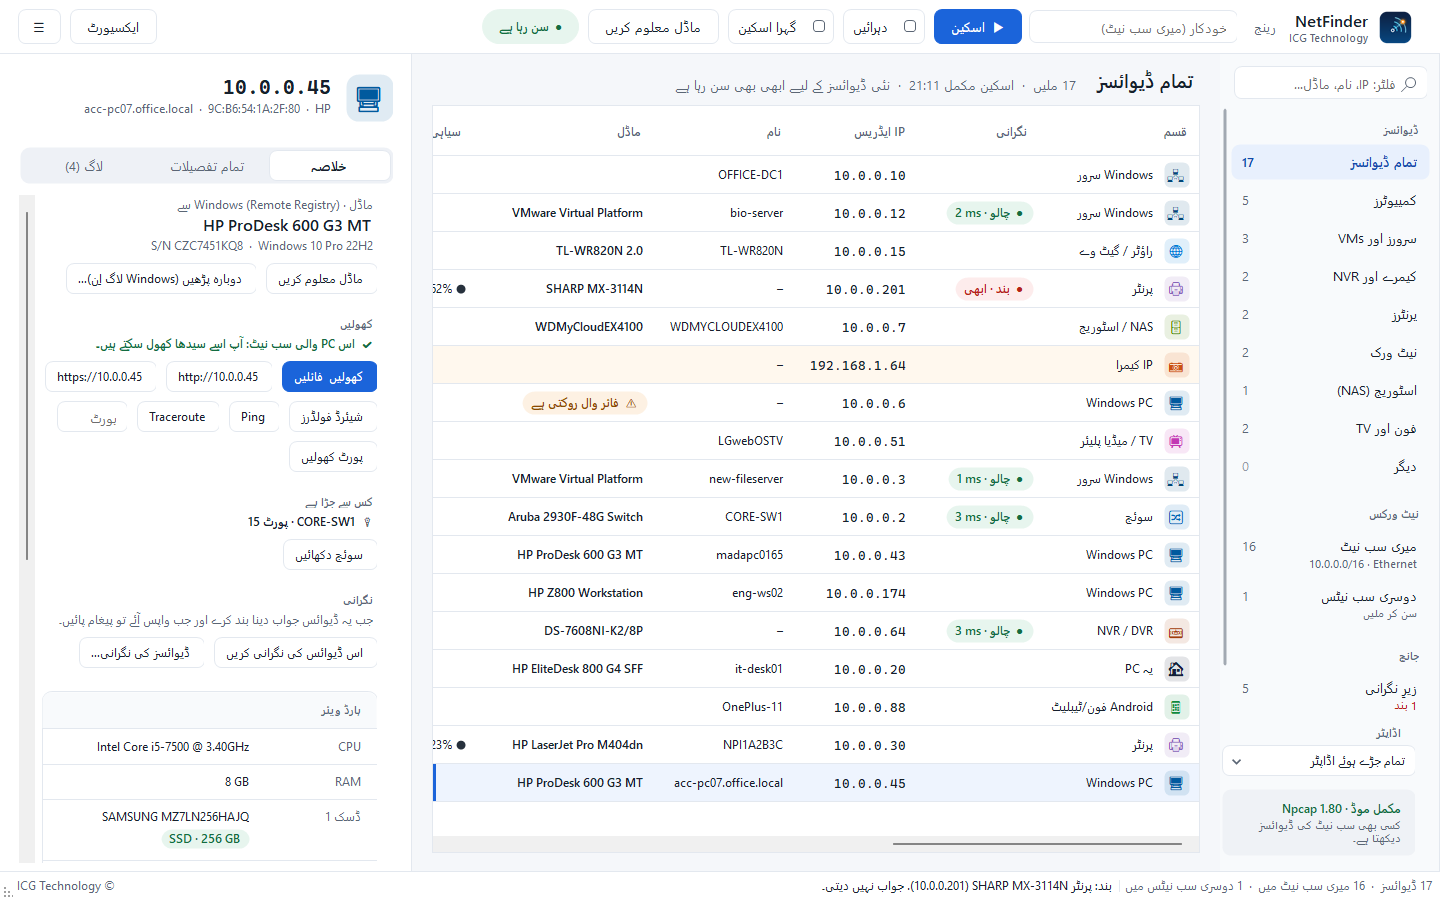 NetFinder
ICG Technology
رینج
خودکار (میری سب نیٹ)
اسکین
دہرائیں
گہرا اسکین
ماڈل معلوم کریں
سن رہا ہے
ایکسپورٹ
فلٹر: IP، نام، ماڈل...
ڈیوائسز
تمام ڈیوائسز 17
کمپیوٹرز 5
سرورز اور VMs 3
کیمرے اور NVR 2
پرنٹرز 2
نیٹ ورک 2
اسٹوریج (NAS) 1
فون اور TV 2
دیگر 0
نیٹ ورکس
میری سب نیٹ 16
10.0.0.0/16 · Ethernet
دوسری سب نیٹس 1
سن کر ملیں
جانچ
زیر نگرانی 5
1 بند
اڈاپٹر
تمام جڑے ہوئے اڈاپٹر
مکمل موڈ · Npcap 1.80
کسی بھی سب نیٹ کی ڈیوائسز دیکھتا ہے۔
تمام ڈیوائسز
17 ملیں · اسکین مکمل 21:11 · نئی ڈیوائسز کے لیے ابھی بھی سن رہا ہے
قسم نگرانی IP ایڈریس نام ماڈل سیاہی
Windows سرور 10.0.0.10 OFFICE-DC1
Windows سرور چالو · 2 ms 10.0.0.12 bio-server VMware Virtual Platform
راؤٹر / گیٹ وے 10.0.0.15 TL-WR820N TL-WR820N 2.0
پرنٹر بند · ابھی 10.0.0.201 – SHARP MX-3114N 52%
NAS / اسٹوریج 10.0.0.7 WDMYCLOUDEX4100 WDMyCloudEX4100
IP کیمرا 192.168.1.64 –
Windows PC 10.0.0.6 – فائر وال روکتی ہے
TV / میڈیا پلیئر 10.0.0.51 LGwebOSTV
Windows سرور چالو · 1 ms 10.0.0.3 new-fileserver VMware Virtual Platform
سوئچ چالو · 3 ms 10.0.0.2 CORE-SW1 Aruba 2930F-48G Switch
Windows PC 10.0.0.43 madapc0165 HP ProDesk 600 G3 MT
Windows PC 10.0.0.174 eng-ws02 HP Z800 Workstation
NVR / DVR چالو · 3 ms 10.0.0.64 – DS-7608NI-K2/8P
یہ PC 10.0.0.20 it-desk01 HP EliteDesk 800 G4 SFF
Android فون/ٹیبلیٹ 10.0.0.88 OnePlus-11
پرنٹر 10.0.0.30 NPI1A2B3C HP LaserJet Pro M404dn 23%
Windows PC 10.0.0.45 acc-pc07.office.local HP ProDesk 600 G3 MT
10.0.0.45
acc-pc07.office.local · 9C:B6:54:1A:2F:80 · HP
خلاصہ
تمام تفصیلات
لاگ (4)
ماڈل · Windows (Remote Registry) سے
HP ProDesk 600 G3 MT
S/N CZC7451KQ8 · Windows 10 Pro 22H2
ماڈل معلوم کریں
دوبارہ پڑھیں (Windows لاگ اِن)...
کھولیں
✔ اس PC والی سب نیٹ: آپ اسے سیدھا کھول سکتے ہیں۔
کھولیں فائلیں
http://10.0.0.45
https://10.0.0.45
شیئرڈ فولڈرز
Ping
Traceroute
پورٹ
پورٹ کھولیں
کس سے جڑا ہے
CORE-SW1 · پورٹ 15
سوئچ دکھائیں
نگرانی
جب یہ ڈیوائس جواب دینا بند کرے اور جب واپس آئے تو پیغام پائیں۔
اس ڈیوائس کی نگرانی کریں
ڈیوائسز کی نگرانی...
ہارڈ ویئر
CPU Intel Core i5-7500 @ 3.40GHz
RAM 8 GB
ڈسک 1 SAMSUNG MZ7LN256HAJQ
SSD · 256 GB
17 ڈیوائسز · 16 میری سب نیٹ میں · 1 دوسری سب نیٹس میں
بند: پرنٹر SHARP MX-3114N (10.0.0.201)، جواب نہیں دیتی۔
ICG Technology ©